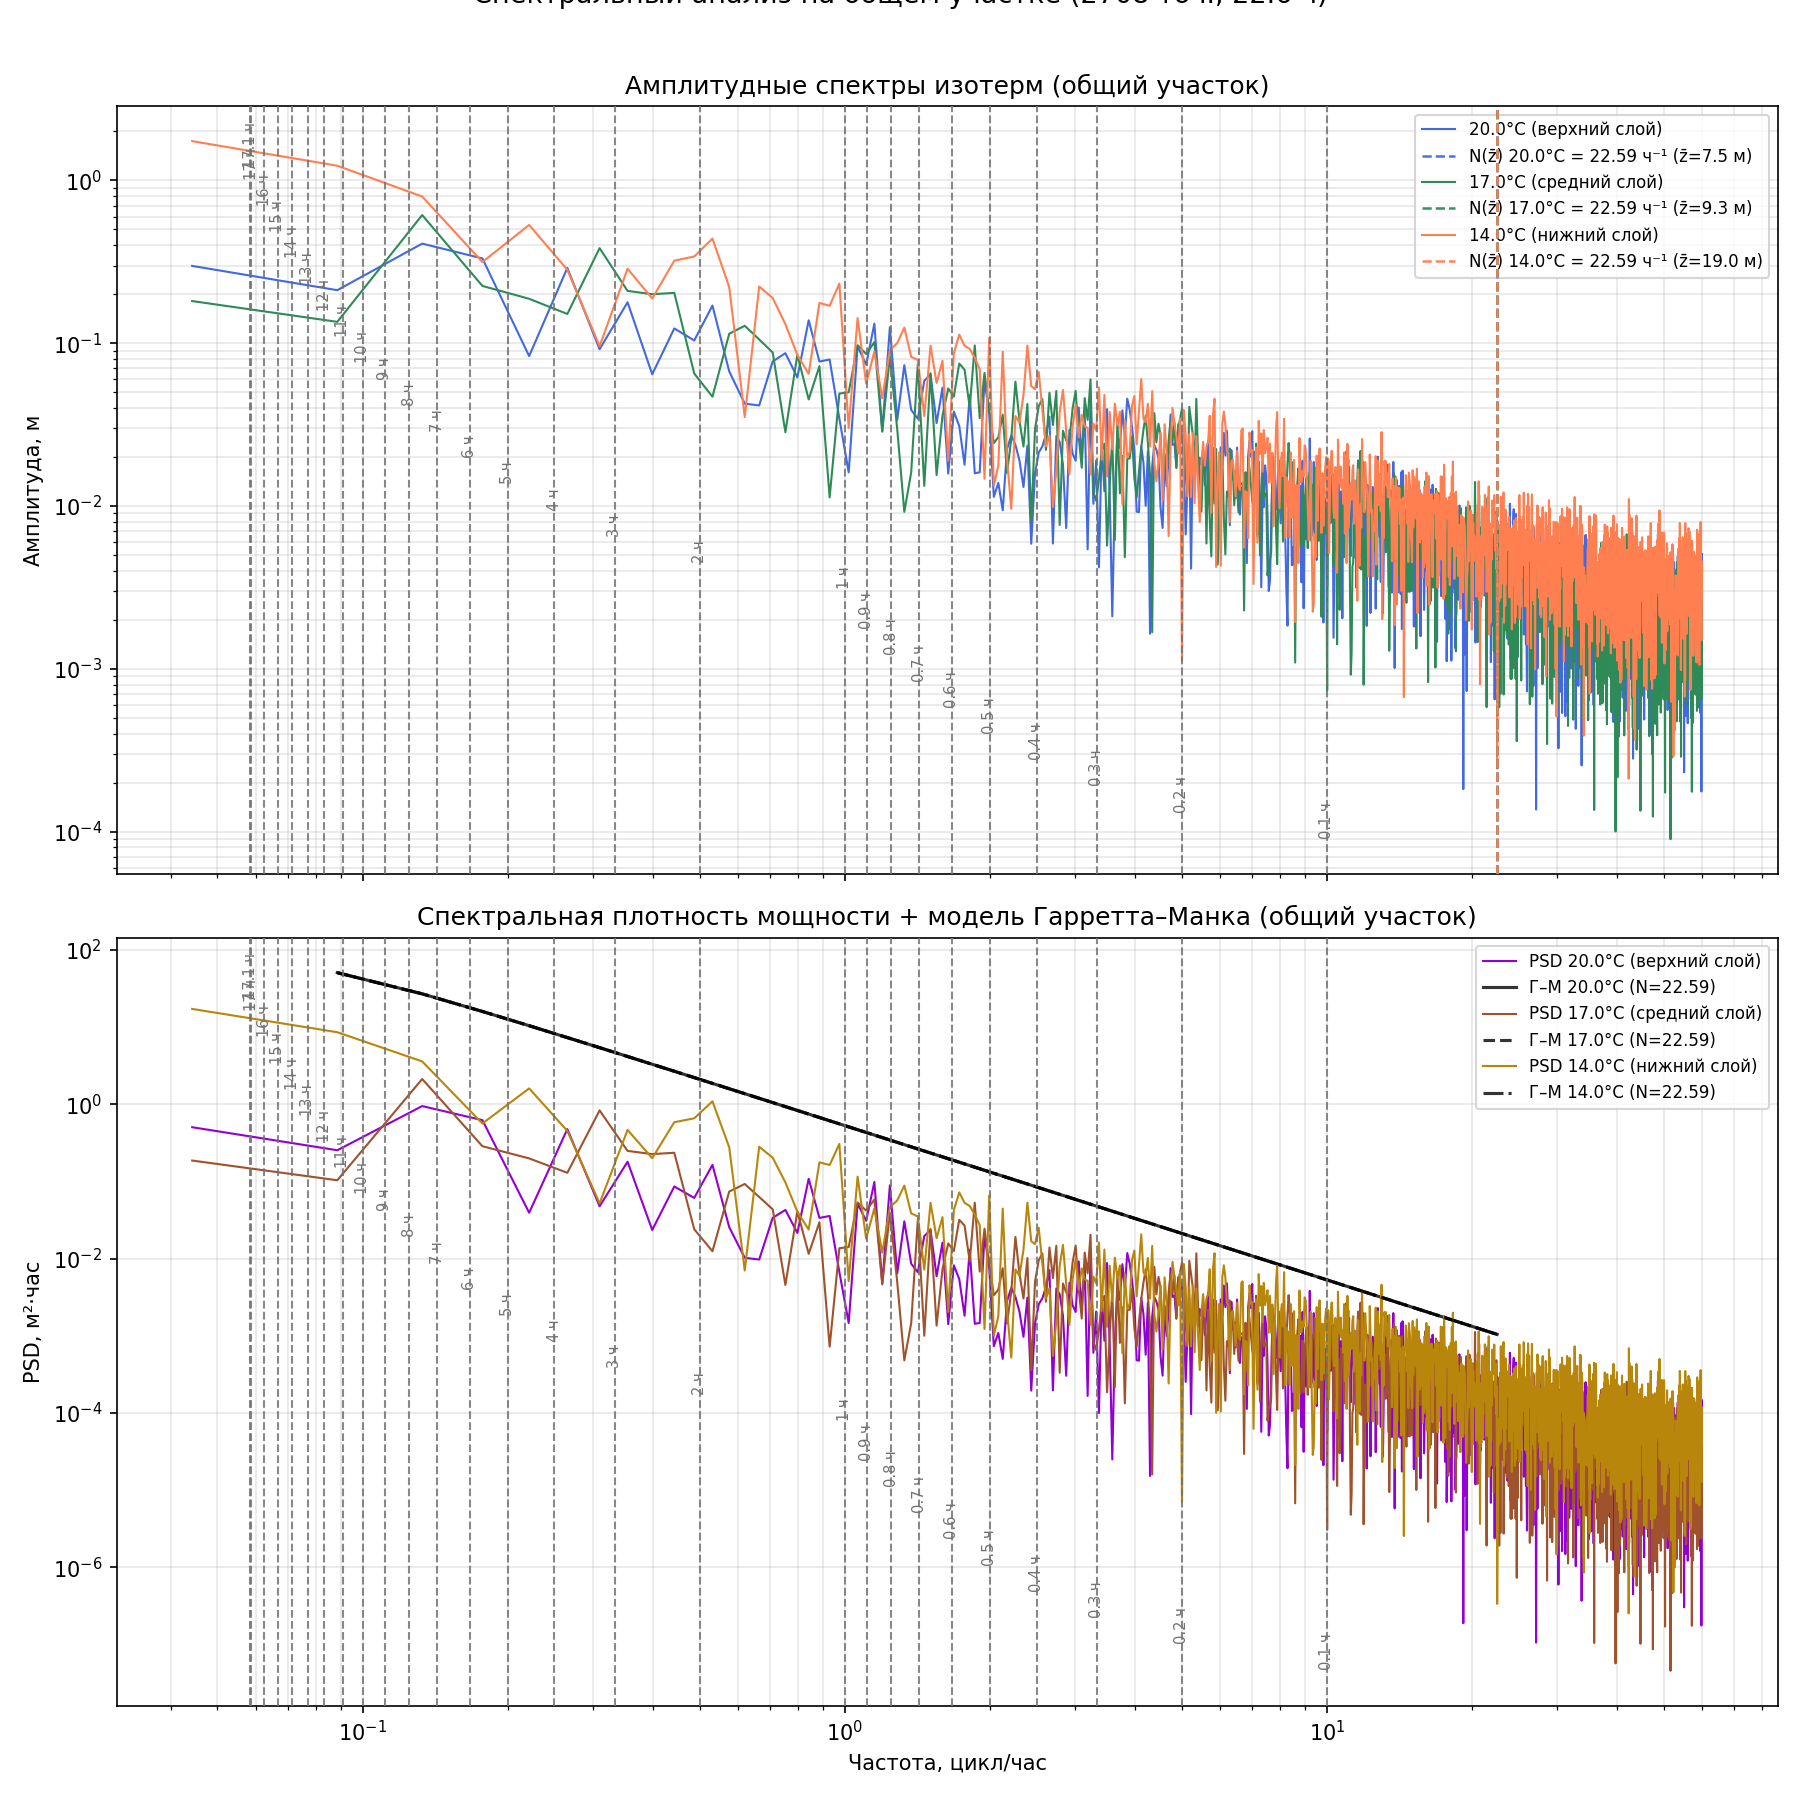 Амплитудные спектры изотерм (общий участок)
20.0°C (верхний слой)
N(z̄) 20.0°C = 22.59 ч⁻¹ (z̄=7.5 м)
17.0°C (средний слой)
N(z̄) 17.0°C = 22.59 ч⁻¹ (z̄=9.3 м)
14.0°C (нижний слой)
N(z̄) 14.0°C = 22.59 ч⁻¹ (z̄=19.0 м)
Амплитуда, м
10⁰
10⁻¹
10⁻²
10⁻³
10⁻⁴
16 ч
15 ч
14 ч
13 ч
12 ч
11 ч
10 ч
9 ч
8 ч
7 ч
6 ч
5 ч
4 ч
3 ч
2 ч
1 ч
0.9 ч
0.8 ч
0.7 ч
0.6 ч
0.5 ч
0.4 ч
0.3 ч
0.2 ч
0.1 ч
Спектральная плотность мощности + модель Гарретта–Манка (общий участок)
PSD 20.0°C (верхний слой)
Г–М 20.0°C (N=22.59)
PSD 17.0°C (средний слой)
Г–М 17.0°C (N=22.59)
PSD 14.0°C (нижний слой)
Г–М 14.0°C (N=22.59)
PSD, м²·час
10²
10⁰
10⁻²
10⁻⁴
10⁻⁶
16 ч
15 ч
14 ч
13 ч
12 ч
11 ч
10 ч
9 ч
8 ч
7 ч
6 ч
5 ч
4 ч
3 ч
2 ч
1 ч
0.9 ч
0.8 ч
0.7 ч
0.6 ч
0.5 ч
0.4 ч
0.3 ч
0.2 ч
0.1 ч
10⁻¹
10⁰
10¹
Частота, цикл/час